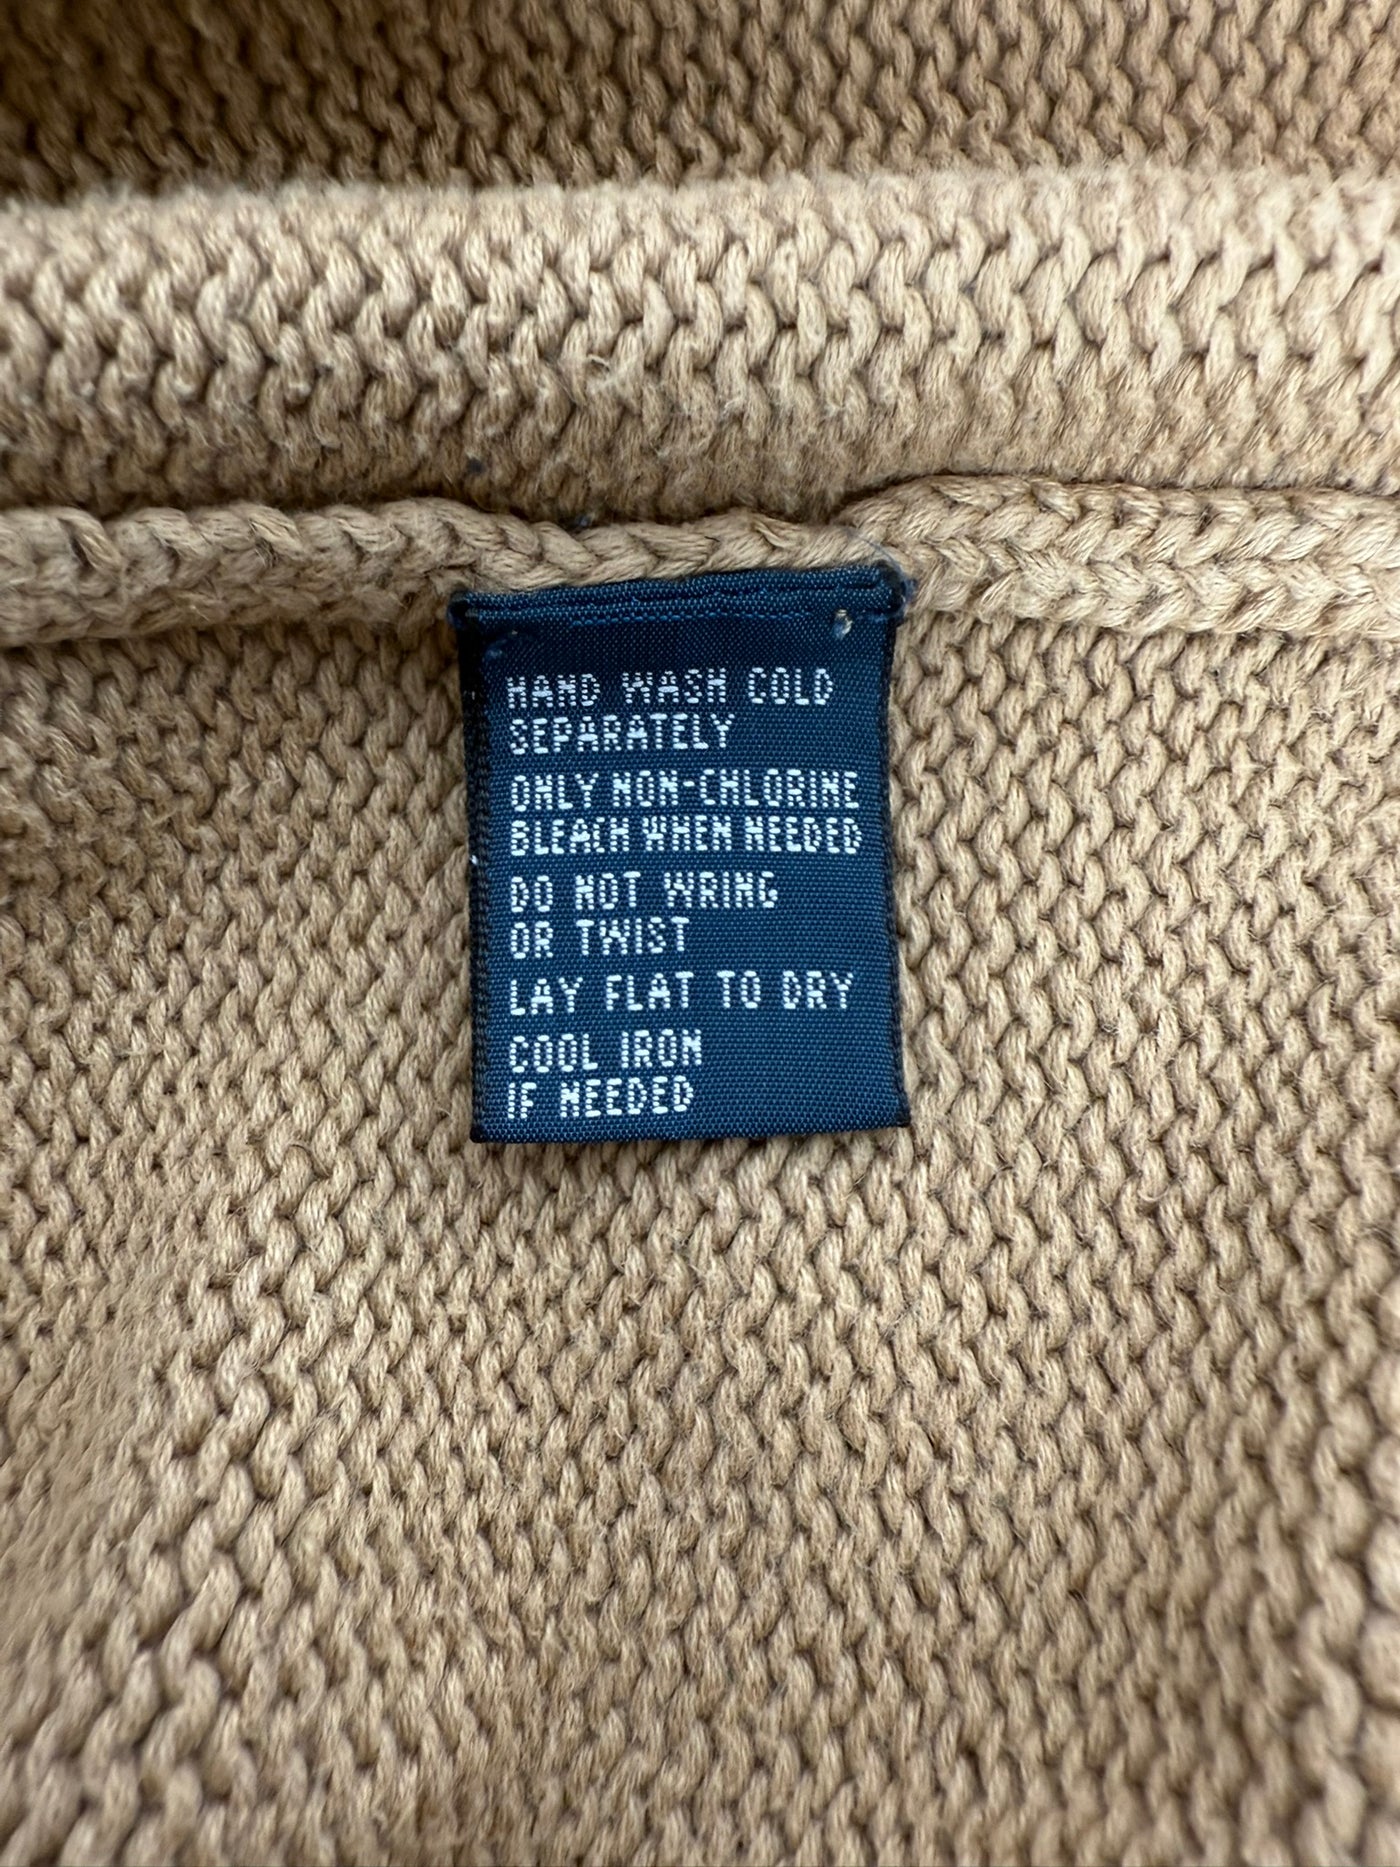 HAND WASH COLD
SEPARATELY
ONLY NON-CHLORINE
BLEACH WHEN NEEDED
DO NOT WRING
OR TWIST
LAY FLAT TO DRY
COOL IRON
IF NEEDED